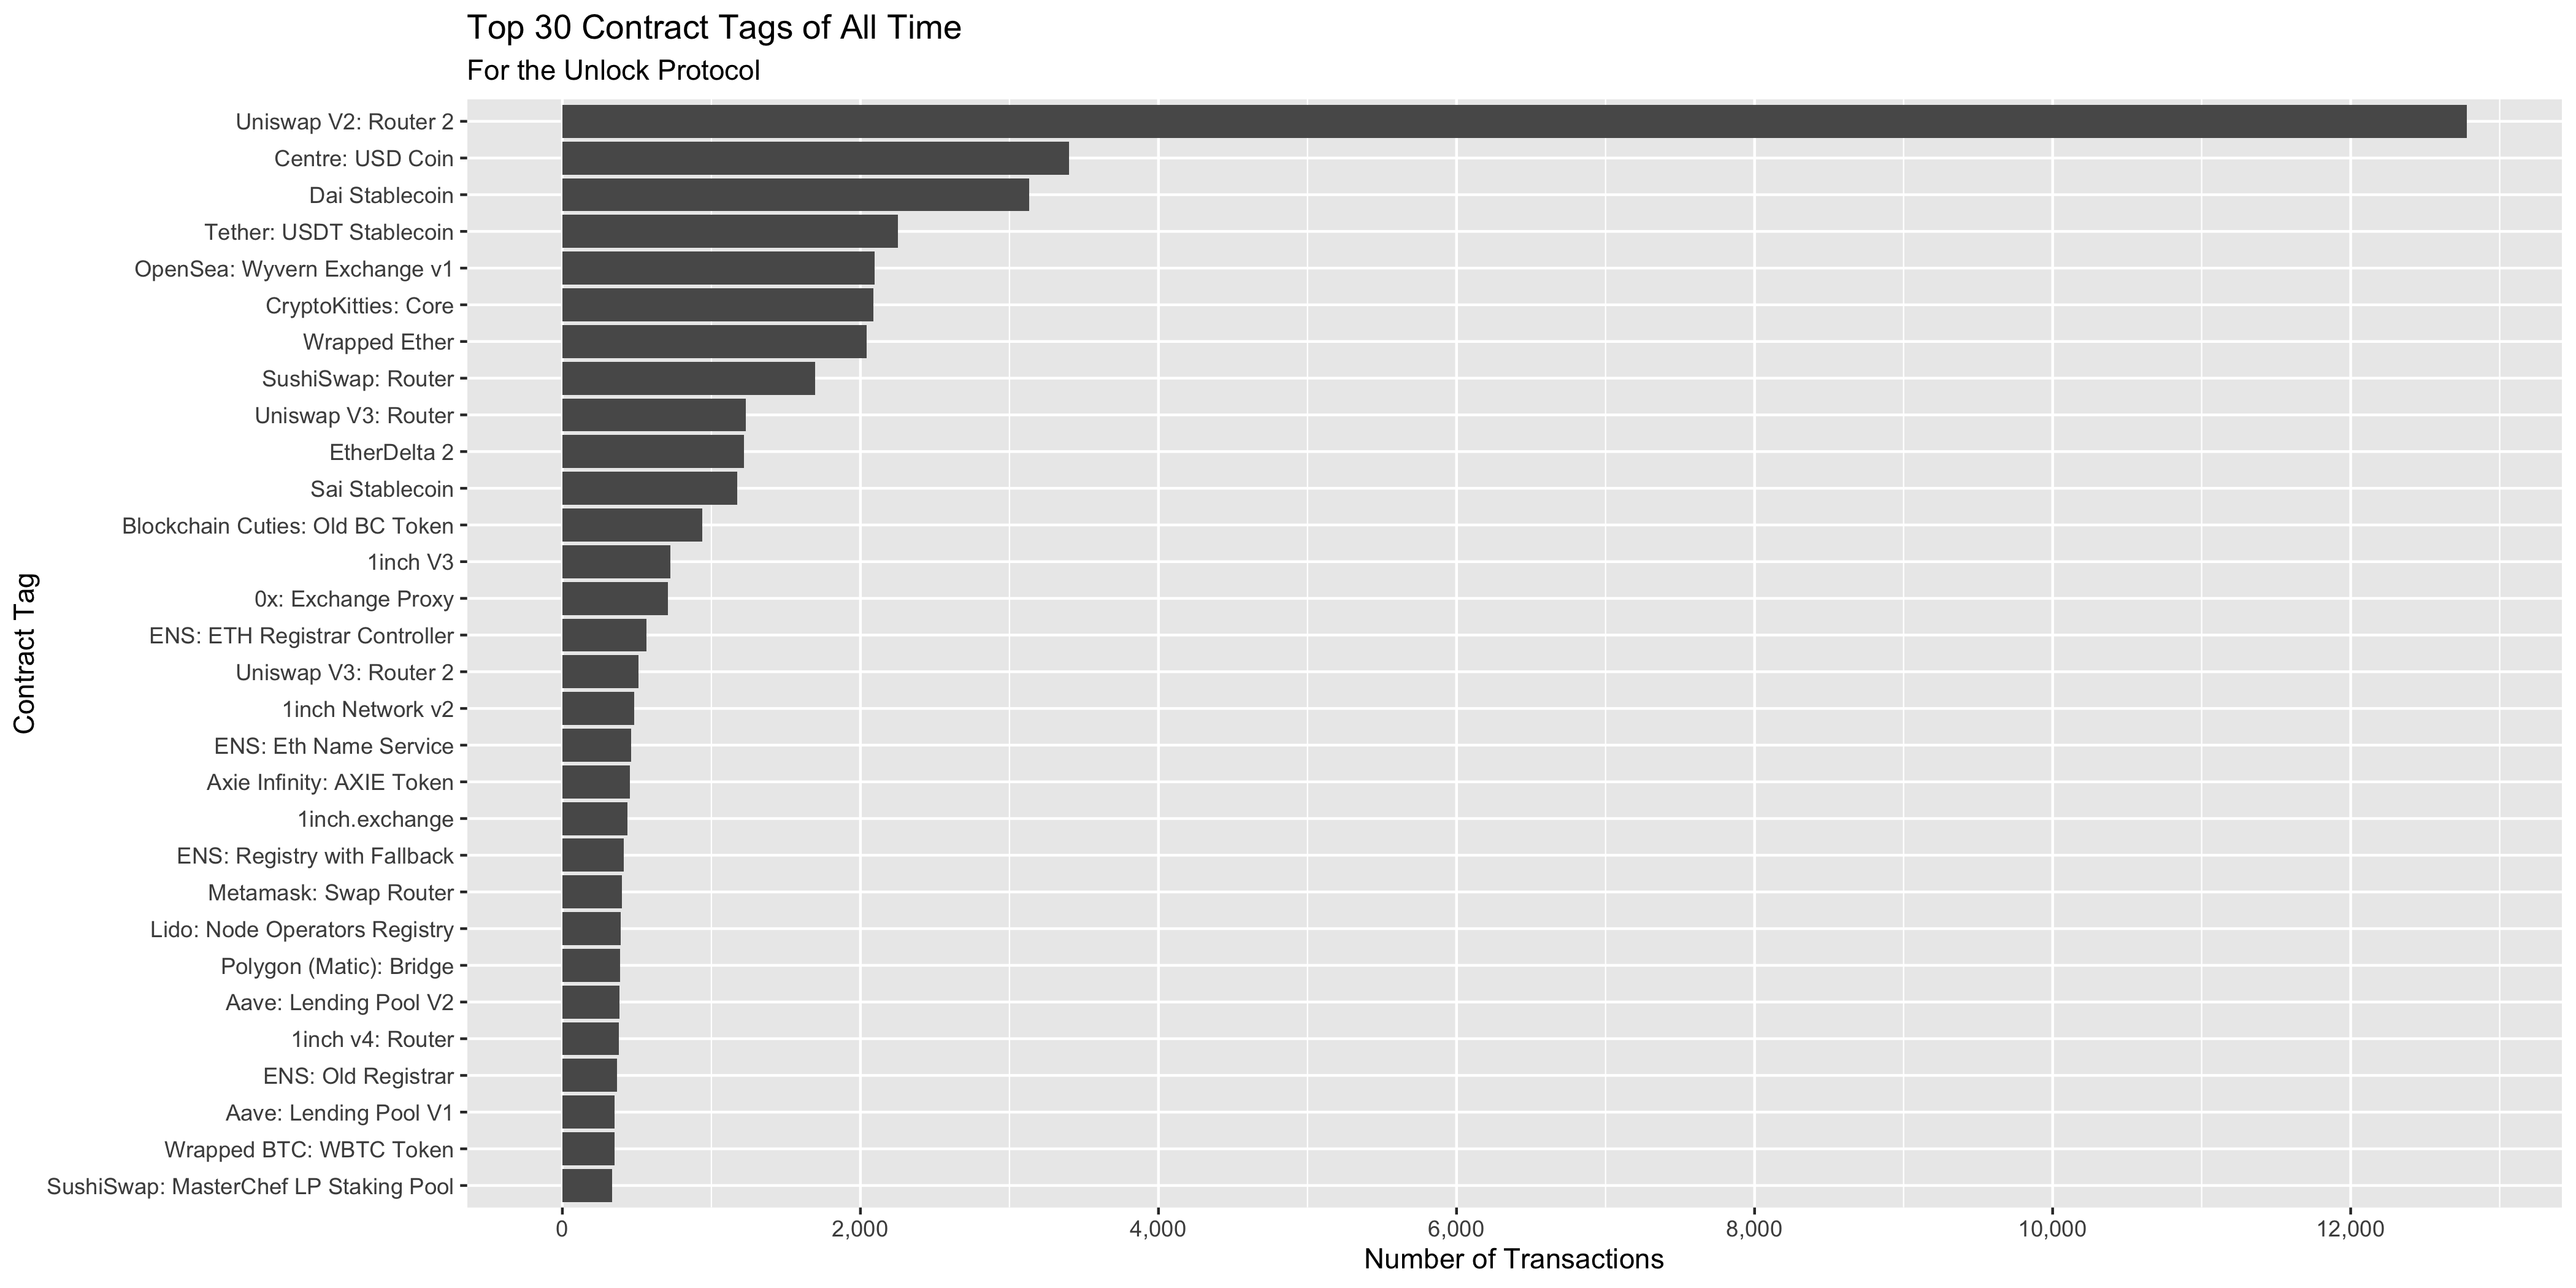 Top 30 Contract Tags of All Time
For the Unlock Protocol
Contract Tag
Uniswap V2: Router 2
Centre: USD Coin
Dai Stablecoin
Tether: USDT Stablecoin
OpenSea: Wyvern Exchange v1
CryptoKitties: Core
Wrapped Ether
SushiSwap: Router
Uniswap V3: Router
EtherDelta 2
Sai Stablecoin
Blockchain Cuties: Old BC Token
1inch V3
0x: Exchange Proxy
ENS: ETH Registrar Controller
Uniswap V3: Router 2
1inch Network v2
ENS: Eth Name Service
Axie Infinity: AXIE Token
1inch.exchange
ENS: Registry with Fallback
Metamask: Swap Router
Lido: Node Operators Registry
Polygon (Matic): Bridge
Aave: Lending Pool V2
1inch v4: Router
ENS: Old Registrar
Aave: Lending Pool V1
Wrapped BTC: WBTC Token
SushiSwap: MasterChef LP Staking Pool
0 2,000 4,000 6,000 8,000 10,000 12,000
Number of Transactions